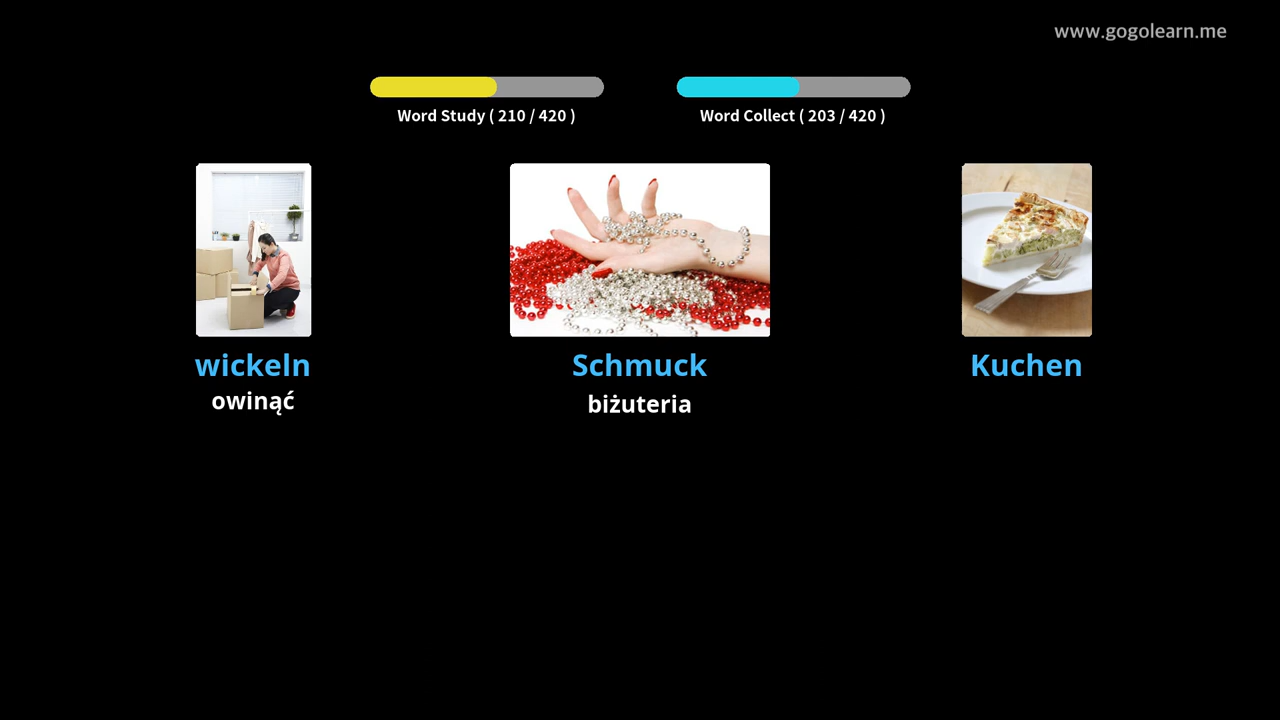 www.gogolearn.me
Word Study ( 210 / 420 )
Word Collect ( 203 / 420 )
wickeln
owinąć
Schmuck
biżuteria
Kuchen